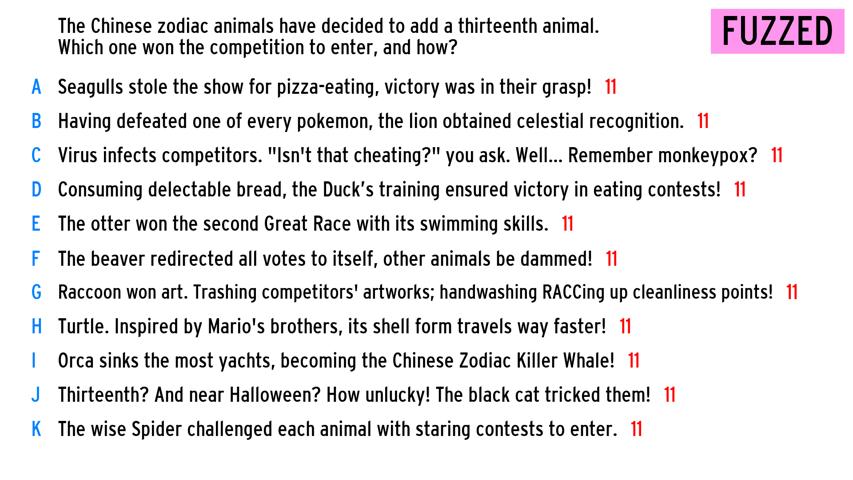 The Chinese zodiac animals have decided to add a thirteenth animal.
Which one won the competition to enter, and how?
FUZZED
A Seagulls stole the show for pizza-eating, victory was in their grasp! 11
B Having defeated one of every pokemon, the lion obtained celestial recognition. 11
C Virus infects competitors. "Isn't that cheating?" you ask. Well... Remember monkeypox? 11
D Consuming delectable bread, the Duck’s training ensured victory in eating contests! 11
E The otter won the second Great Race with its swimming skills. 11
F The beaver redirected all votes to itself, other animals be dammed! 11
G Raccoon won art. Trashing competitors' artworks; handwashing RACCing up cleanliness points! 11
H Turtle. Inspired by Mario's brothers, its shell form travels way faster! 11
I Orca sinks the most yachts, becoming the Chinese Zodiac Killer Whale! 11
J Thirteenth? And near Halloween? How unlucky! The black cat tricked them! 11
K The wise Spider challenged each animal with staring contests to enter. 11